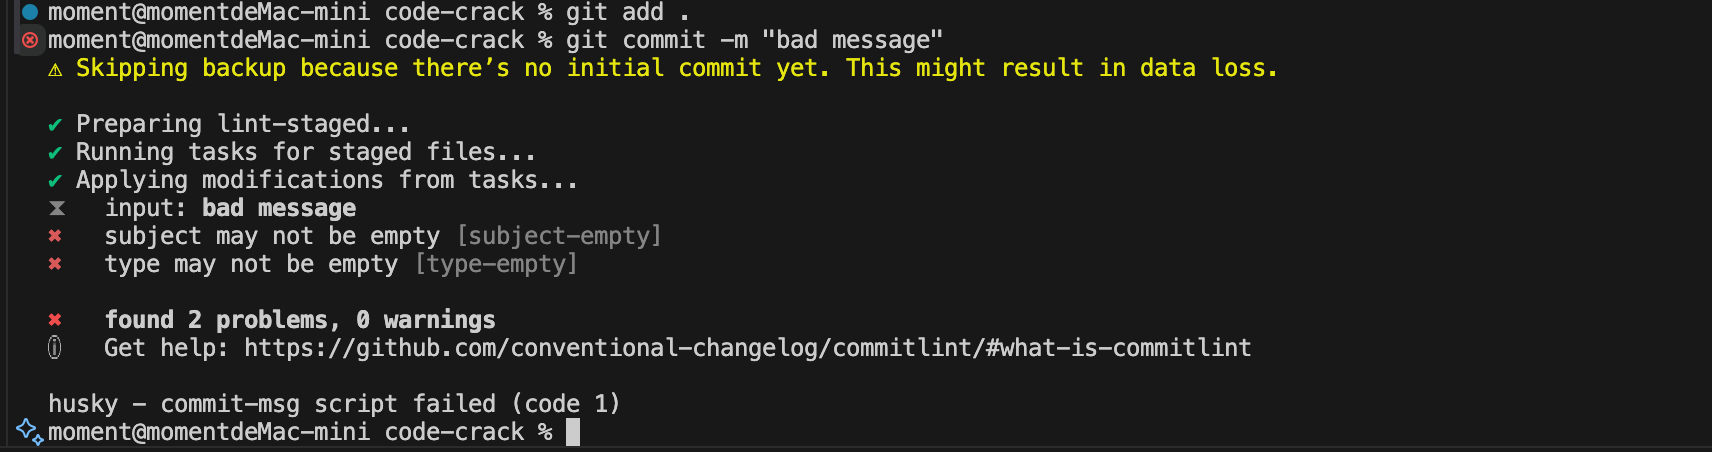 moment@momentdeMac-mini code-crack % git add .
moment@momentdeMac-mini code-crack % git commit -m "bad message"
⚠ Skipping backup because there’s no initial commit yet. This might result in data loss.
✔ Preparing lint-staged...
✔ Running tasks for staged files...
✔ Applying modifications from tasks...
⧗ input: bad message
✖ subject may not be empty [subject-empty]
✖ type may not be empty [type-empty]
✖ found 2 problems, 0 warnings
ⓘ Get help: https://github.com/conventional-changelog/commitlint/#what-is-commitlint
husky - commit-msg script failed (code 1)
moment@momentdeMac-mini code-crack %